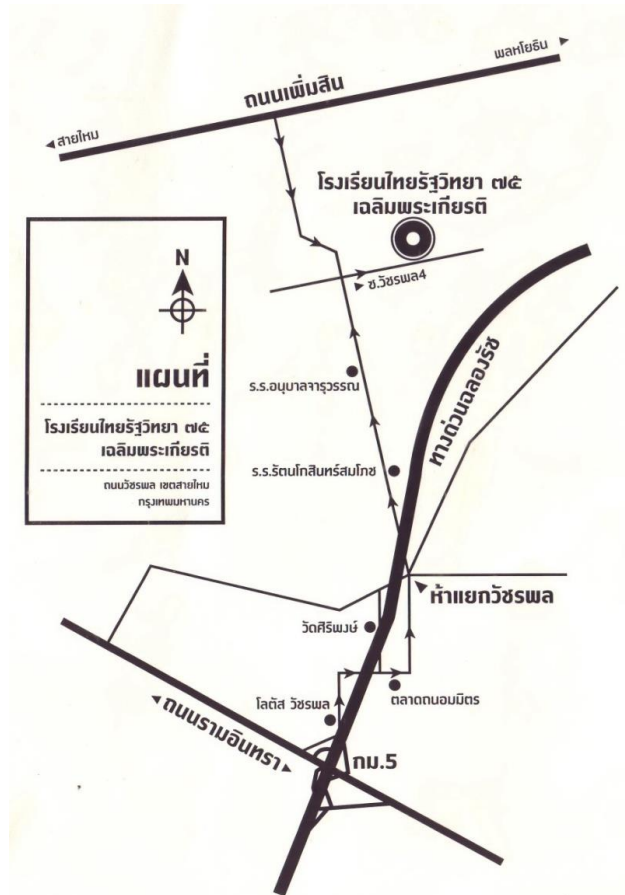 พลหโยธิน
ถนนเพิ่มสิน
สายไหม
โรงเรียนไทยรัฐวิทยา ๗๕
เฉลิมพระเกียรติ
ซ.วัชรพล4
N
แผนที่
โรงเรียนไทยรัฐวิทยา ๗๕
เฉลิมพระเกียรติ
ถนนวัชรพล เขตสายไหม
กรุงเทพมหานคร
ร.ร.อนุบาลจารุวรรณ
ทางด่วนฉลองรัช
ร.ร.รัตนโกสินทร์สมโภช
ห้าแยกวัชรพล
วัดศิริพงษ์
ตลาดถนอมมิตร
โลตัส วัชรพล
ถนนรามอินทรา
กม.5